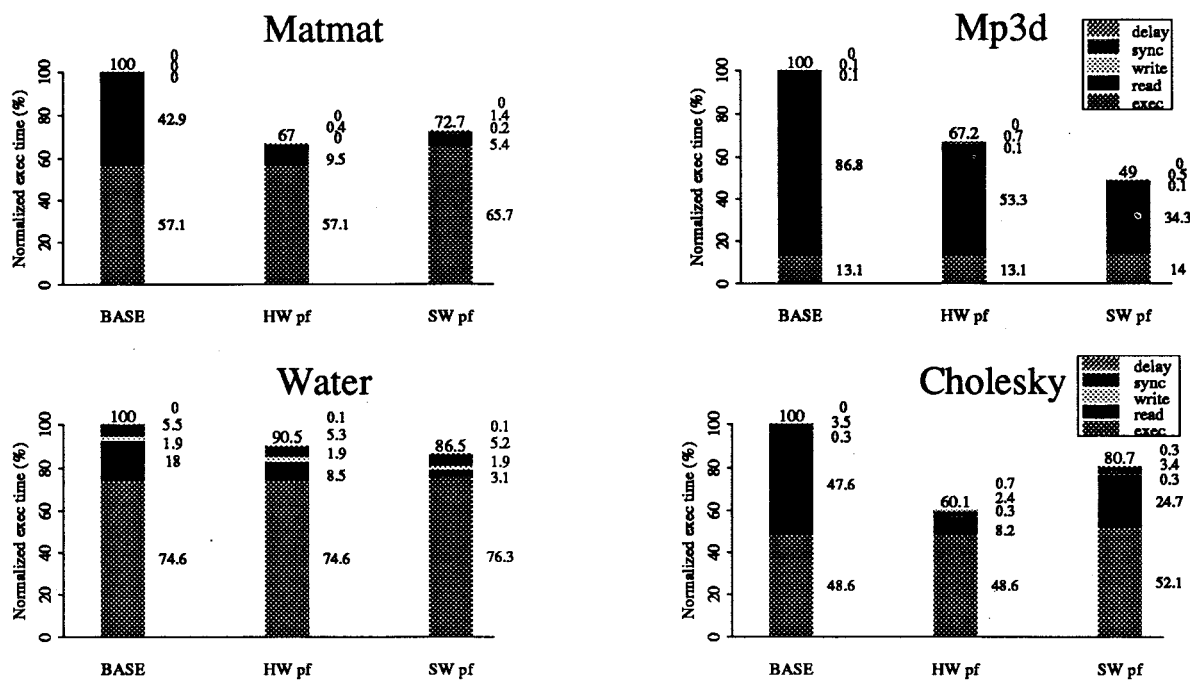 Matmat
Normalized exec time (%)
0 20 40 60 80 100
100
0
0
0
42.9
57.1
67
0
0.4
0
9.5
57.1
72.7
0
1.4
0.2
5.4
65.7
BASE HW pf SW pf
Mp3d
delay
sync
write
read
exec
Normalized exec time (%)
0 20 40 60 80 100
100
0
0.1
0.1
86.8
13.1
67.2
0
0.7
0.1
53.3
13.1
49
0
0.5
0.1
34.3
14
BASE HW pf SW pf
Water
Normalized exec time (%)
0 20 40 60 80 100
100
0
5.5
1.9
18
74.6
90.5
0.1
5.3
1.9
8.5
74.6
86.5
0.1
5.2
1.9
3.1
76.3
BASE HW pf SW pf
Cholesky
delay
sync
write
read
exec
Normalized exec time (%)
0 20 40 60 80 100
100
0
3.5
0.3
47.6
48.6
60.1
0.7
2.4
0.3
8.2
48.6
80.7
0.3
3.4
0.3
24.7
52.1
BASE HW pf SW pf